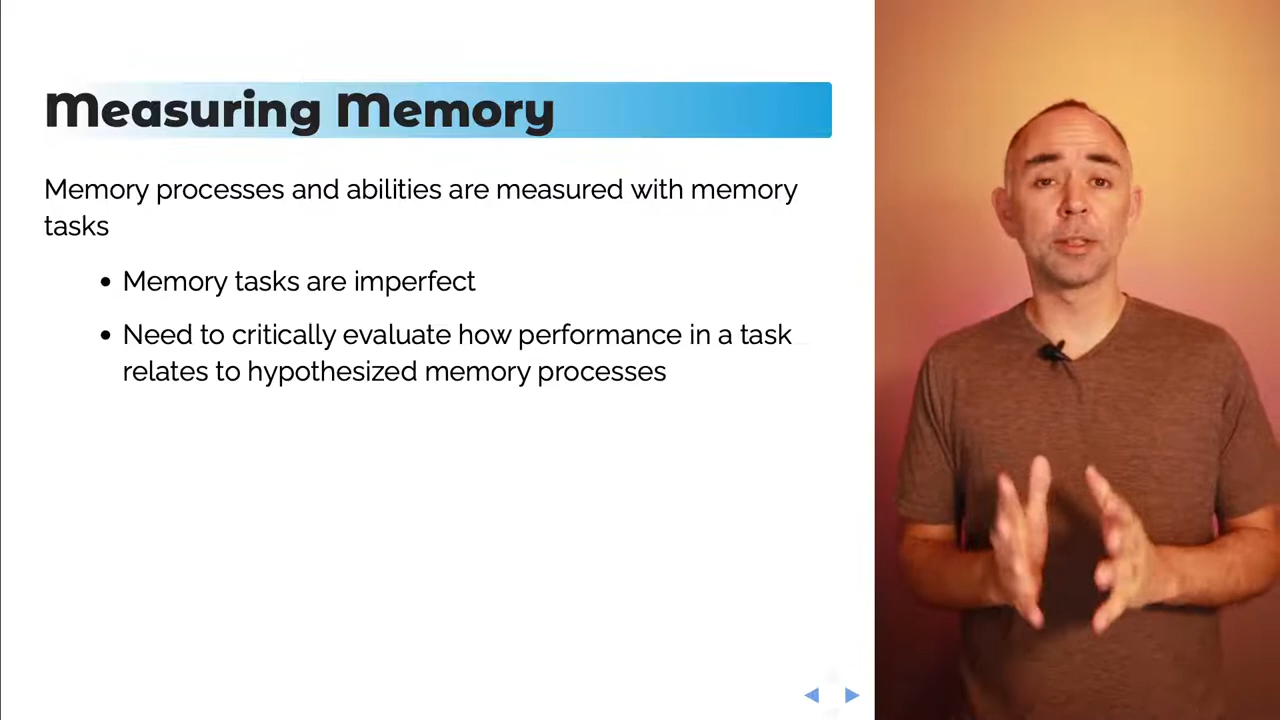 Measuring Memory
Memory processes and abilities are measured with memory
tasks
• Memory tasks are imperfect
• Need to critically evaluate how performance in a task
relates to hypothesized memory processes